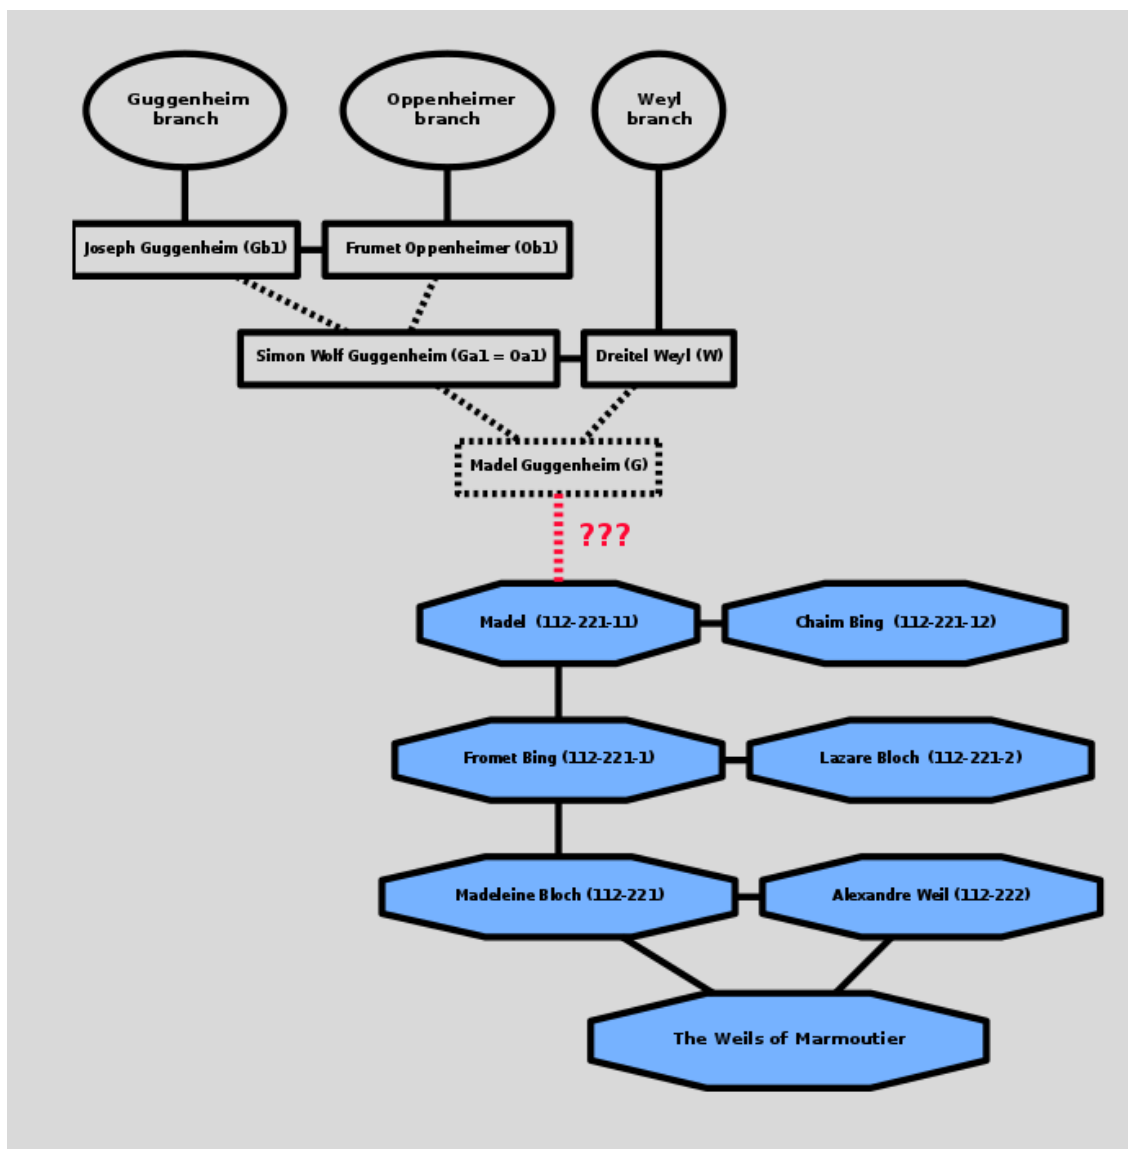 Guggenheim
branch
Oppenheimer
branch
Weyl
branch
Joseph Guggenheim (Gb1)
Frumet Oppenheimer (Ob1)
Simon Wolf Guggenheim (Ga1 = Oa1)
Dreitel Weyl (W)
Madel Guggenheim (G)
???
Madel (112-221-11)
Chaim Bing (112-221-12)
Fromet Bing (112-221-1)
Lazare Bloch (112-221-2)
Madeleine Bloch (112-221)
Alexandre Weil (112-222)
The Weils of Marmoutier